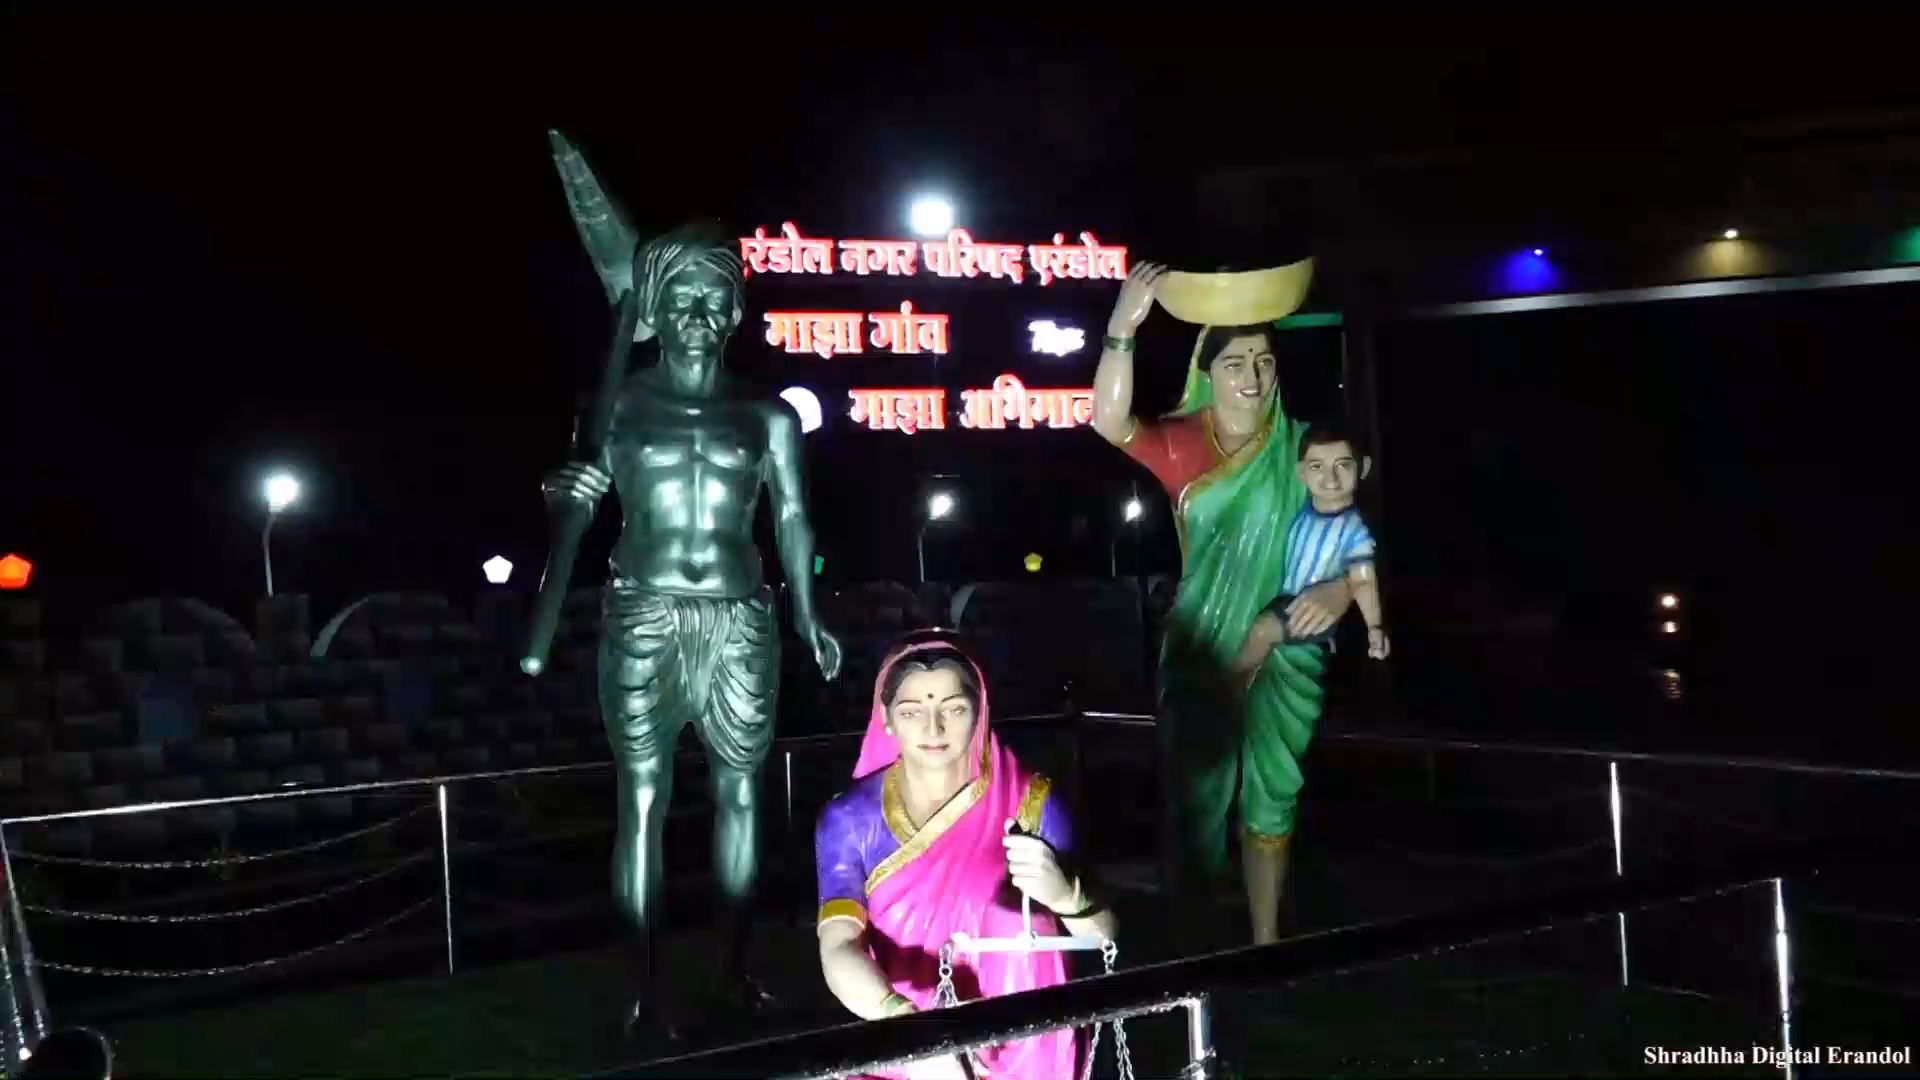 एरंडोल नगर परिषद एरंडोल
माझा गांव
माझा अभिमान
Shradhha Digital Erandol